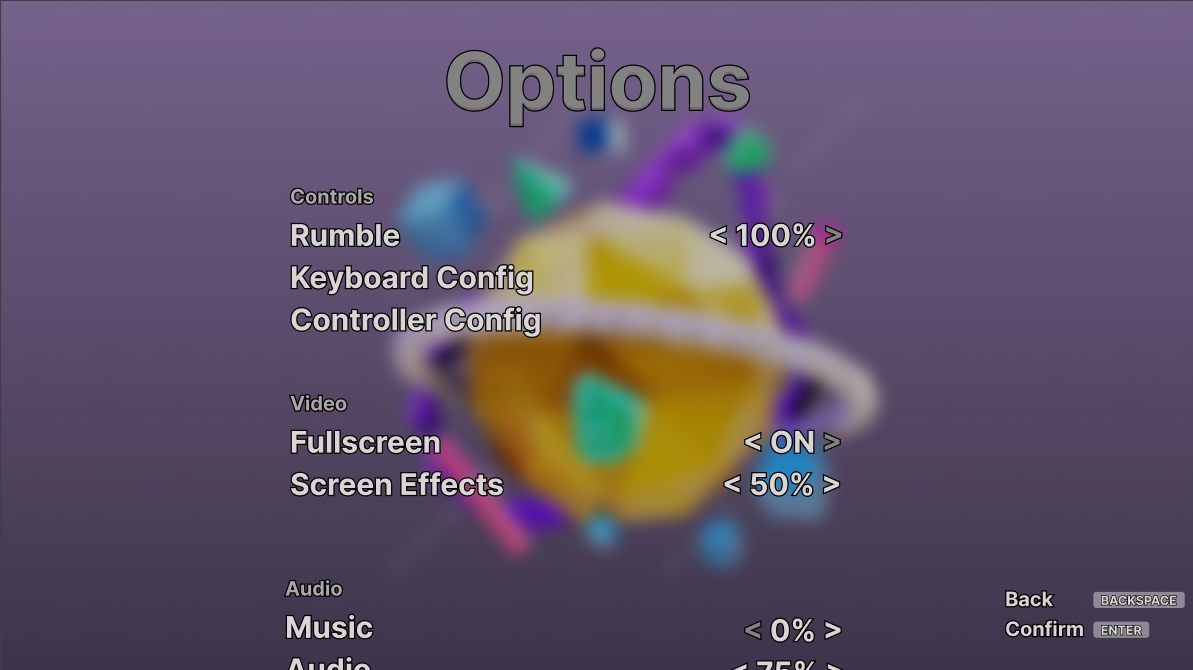 Options
Controls
Rumble < 100% >
Keyboard Config
Controller Config
Video
Fullscreen < ON >
Screen Effects < 50% >
Audio
Music < 0% >
Audio < 75% >
Back BACKSPACE
Confirm ENTER